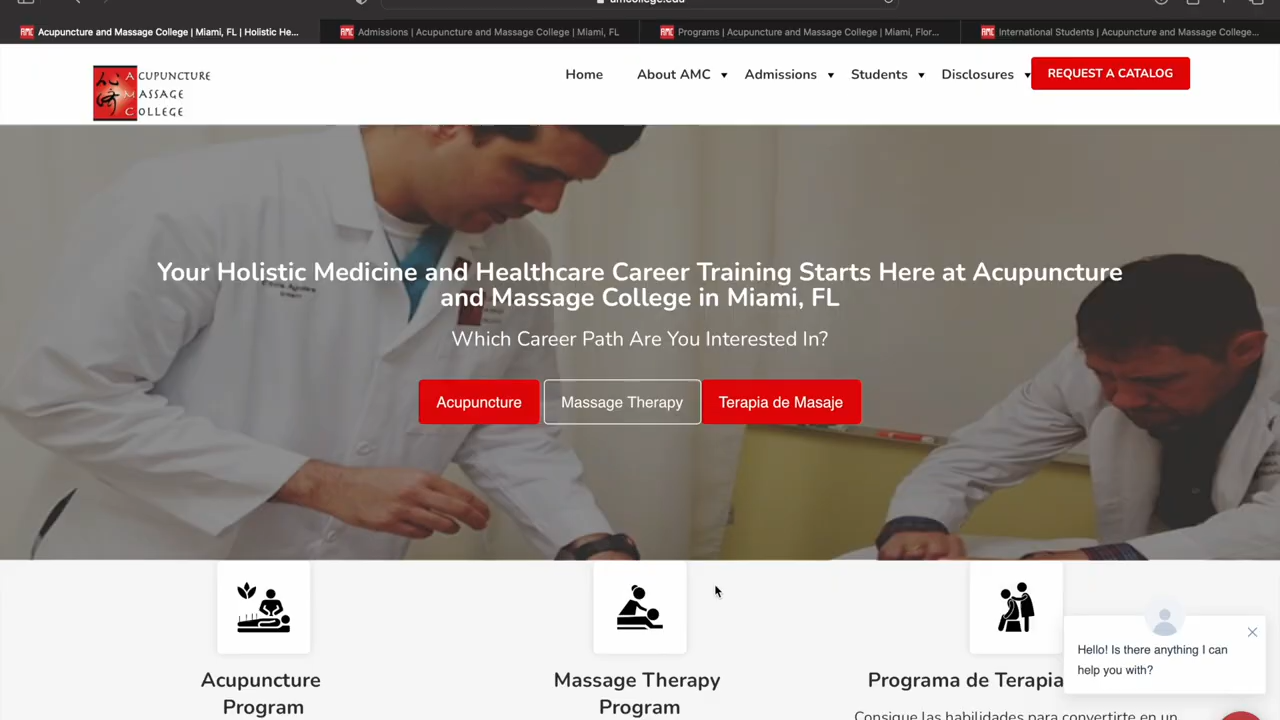 amcollege.edu
Acupuncture and Massage College | Miami, FL | Holistic He...
Admissions | Acupuncture and Massage College | Miami, FL
Programs | Acupuncture and Massage College | Miami, Flor...
International Students | Acupuncture and Massage College...
ACUPUNCTURE
MASSAGE
COLLEGE
Home
About AMC
Admissions
Students
Disclosures
REQUEST A CATALOG
Your Holistic Medicine and Healthcare Career Training Starts Here at Acupuncture
and Massage College in Miami, FL
Which Career Path Are You Interested In?
Acupuncture
Massage Therapy
Terapia de Masaje
Acupuncture
Program
Massage Therapy
Program
Programa de Terapia
Consigue las habilidades para convertirte en un
Hello! Is there anything I can
help you with?